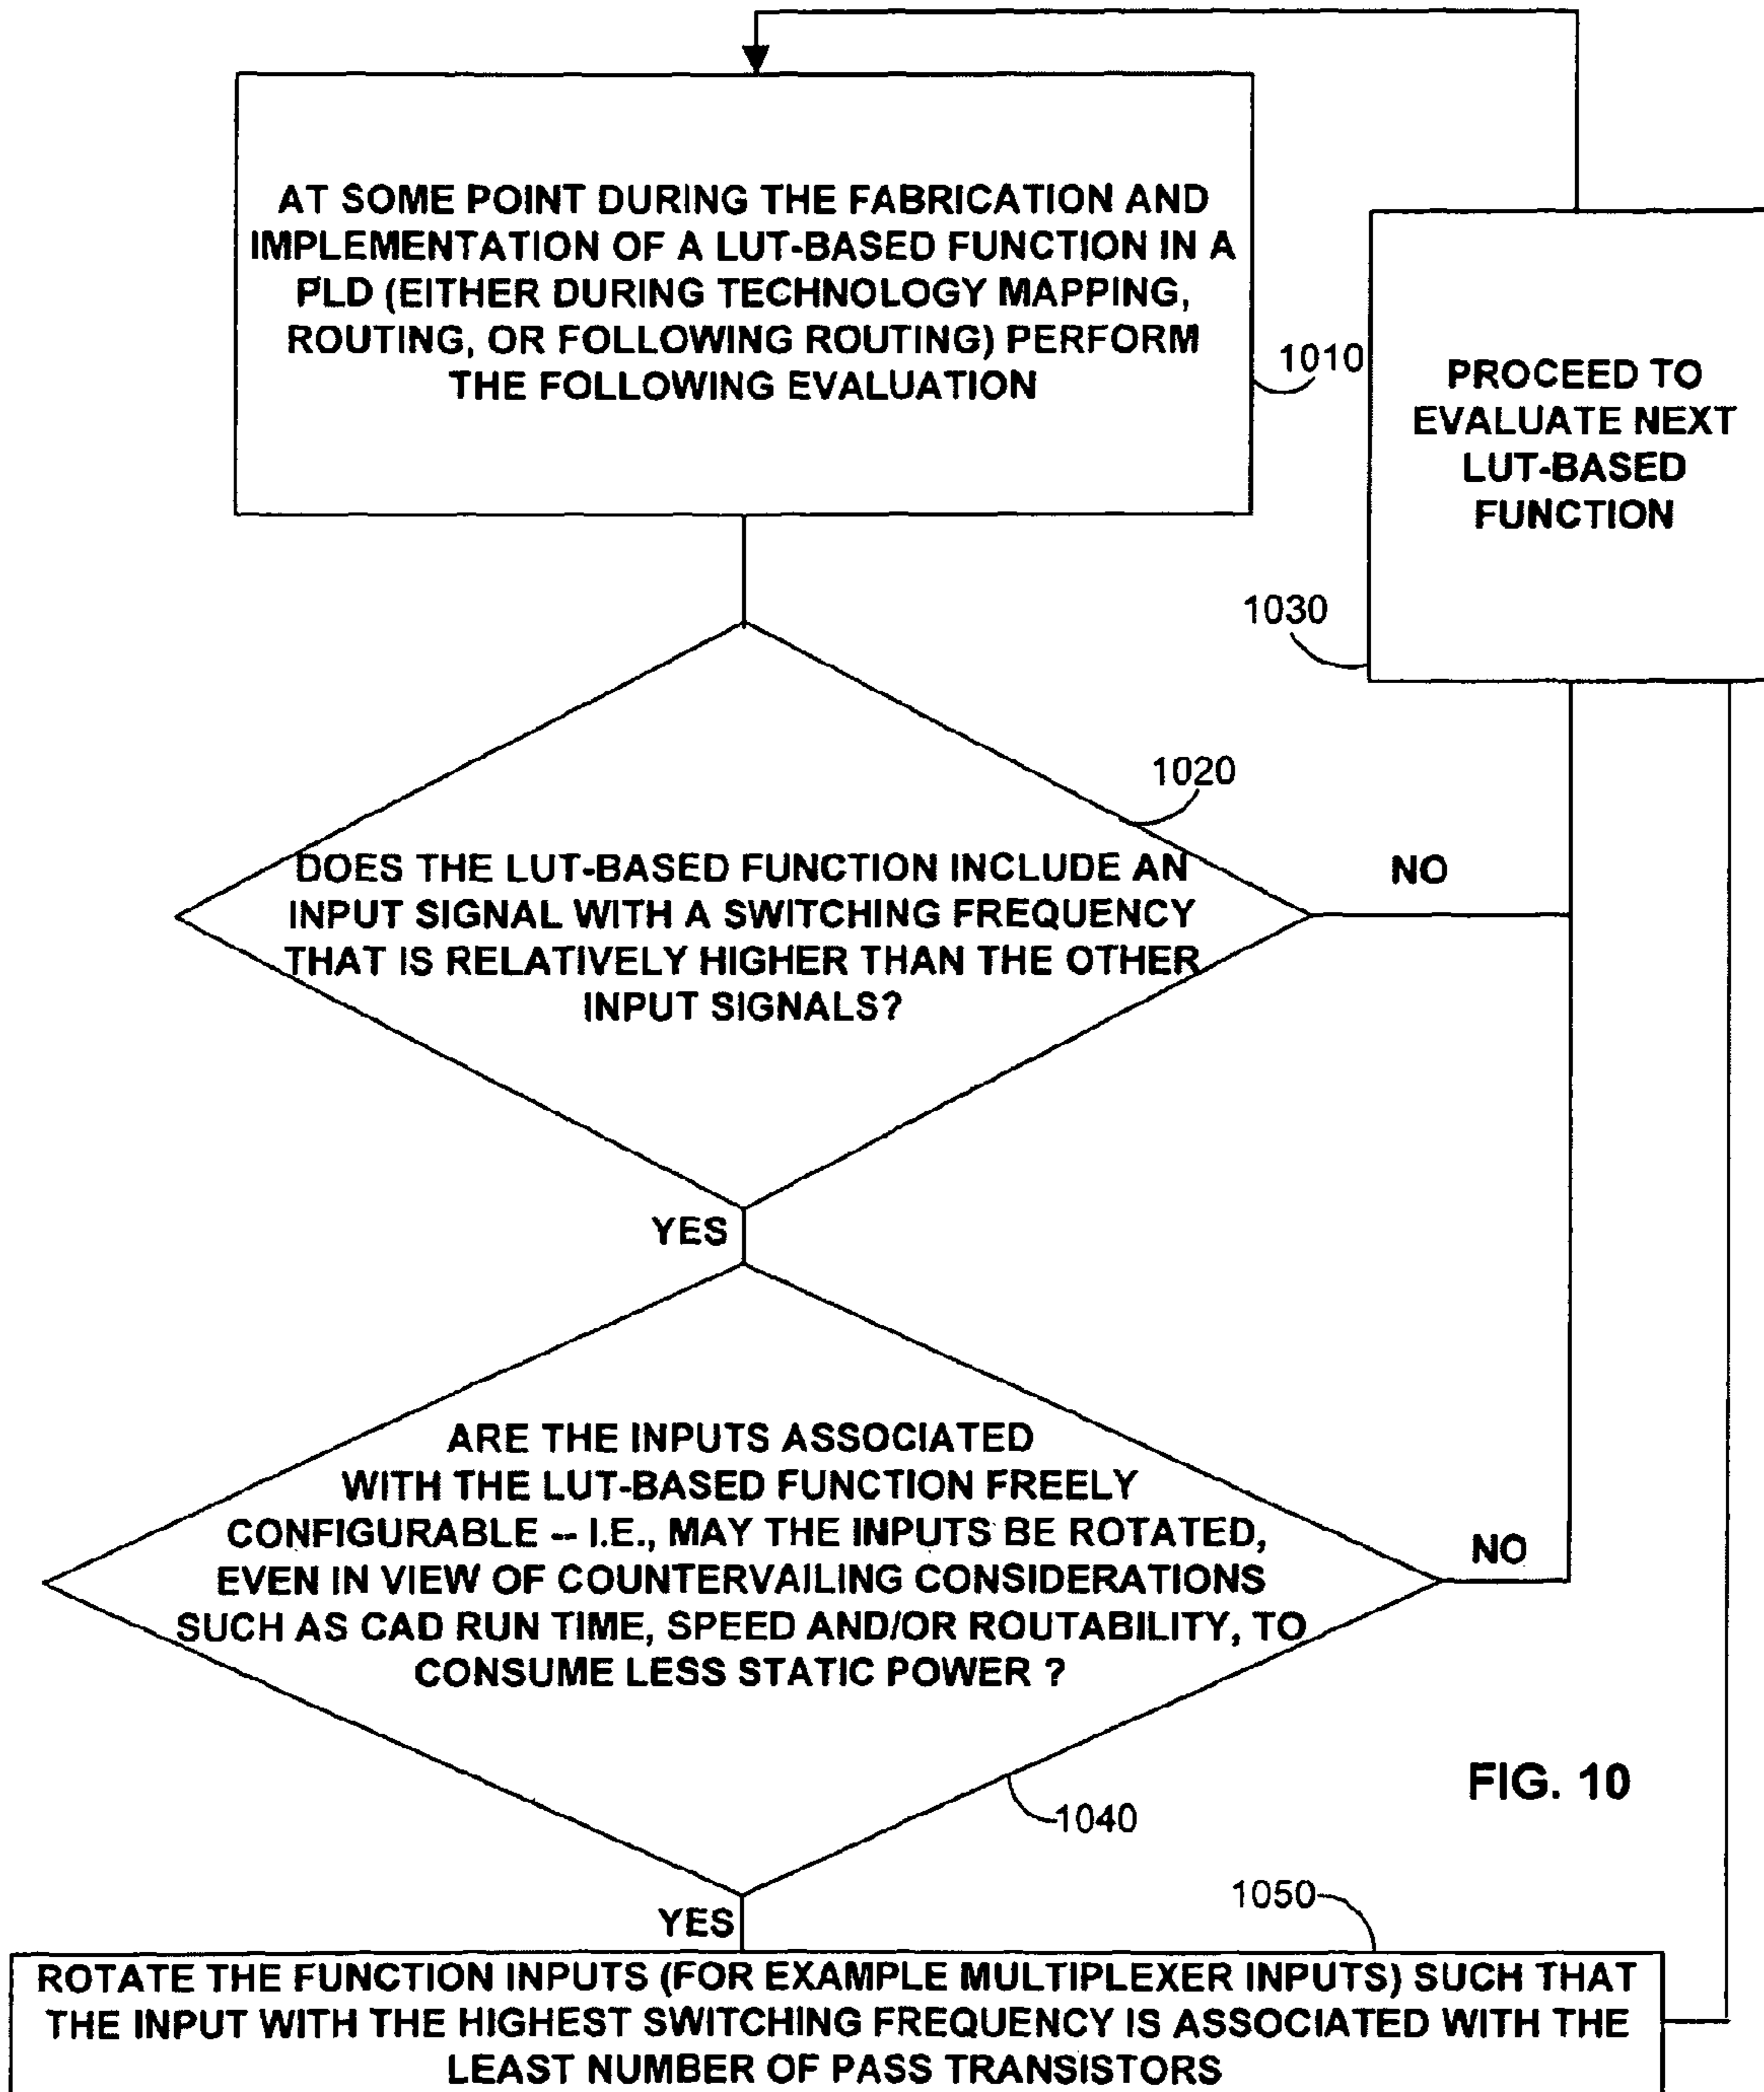 AT SOME POINT DURING THE FABRICATION AND
IMPLEMENTATION OF A LUT-BASED FUNCTION IN A
PLD (EITHER DURING TECHNOLOGY MAPPING,
ROUTING, OR FOLLOWING ROUTING) PERFORM
THE FOLLOWING EVALUATION
1010
PROCEED TO
EVALUATE NEXT
LUT-BASED
FUNCTION
1030
1020
DOES THE LUT-BASED FUNCTION INCLUDE AN
INPUT SIGNAL WITH A SWITCHING FREQUENCY
THAT IS RELATIVELY HIGHER THAN THE OTHER
INPUT SIGNALS?
NO
YES
ARE THE INPUTS ASSOCIATED
WITH THE LUT-BASED FUNCTION FREELY
CONFIGURABLE -- I.E., MAY THE INPUTS BE ROTATED,
EVEN IN VIEW OF COUNTERVAILING CONSIDERATIONS
SUCH AS CAD RUN TIME, SPEED AND/OR ROUTABILITY, TO
CONSUME LESS STATIC POWER ?
NO
FIG. 10
1040
YES
1050
ROTATE THE FUNCTION INPUTS (FOR EXAMPLE MULTIPLEXER INPUTS) SUCH THAT
THE INPUT WITH THE HIGHEST SWITCHING FREQUENCY IS ASSOCIATED WITH THE
LEAST NUMBER OF PASS TRANSISTORS